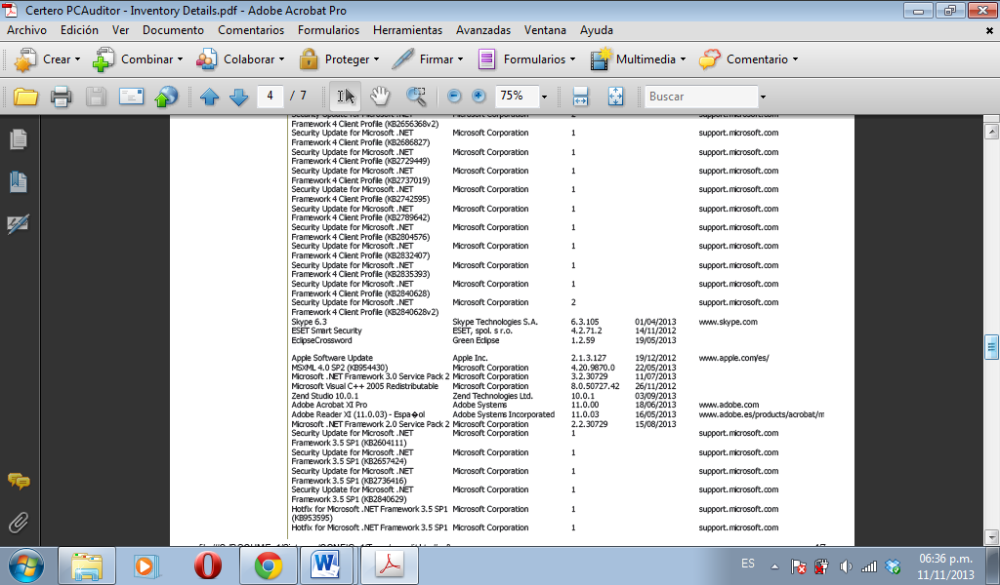 Certero PCAuditor - Inventory Details.pdf - Adobe Acrobat Pro
Archivo Edición Ver Documento Comentarios Formularios Herramientas Avanzadas Ventana Ayuda
Crear Combinar Colaborar Proteger Firmar Formularios Multimedia Comentario
4 / 7 75% Buscar
Security Update for Microsoft .NET Microsoft Corporation 2 support.microsoft.com
Framework 4 Client Profile (KB2656368v2)
Security Update for Microsoft .NET Microsoft Corporation 1 support.microsoft.com
Framework 4 Client Profile (KB2686827)
Security Update for Microsoft .NET Microsoft Corporation 1 support.microsoft.com
Framework 4 Client Profile (KB2729449)
Security Update for Microsoft .NET Microsoft Corporation 1 support.microsoft.com
Framework 4 Client Profile (KB2737019)
Security Update for Microsoft .NET Microsoft Corporation 1 support.microsoft.com
Framework 4 Client Profile (KB2742595)
Security Update for Microsoft .NET Microsoft Corporation 1 support.microsoft.com
Framework 4 Client Profile (KB2789642)
Security Update for Microsoft .NET Microsoft Corporation 1 support.microsoft.com
Framework 4 Client Profile (KB2804576)
Security Update for Microsoft .NET Microsoft Corporation 1 support.microsoft.com
Framework 4 Client Profile (KB2832407)
Security Update for Microsoft .NET Microsoft Corporation 1 support.microsoft.com
Framework 4 Client Profile (KB2835393)
Security Update for Microsoft .NET Microsoft Corporation 1 support.microsoft.com
Framework 4 Client Profile (KB2840628)
Security Update for Microsoft .NET Microsoft Corporation 2 support.microsoft.com
Framework 4 Client Profile (KB2840628v2)
Skype 6.3 Skype Technologies S.A. 6.3.105 01/04/2013 www.skype.com
ESET Smart Security ESET, spol. s r.o. 4.2.71.2 14/11/2012
EclipseCrossword Green Eclipse 1.2.59 19/05/2013
Apple Software Update Apple Inc. 2.1.3.127 19/12/2012 www.apple.com/es/
MSXML 4.0 SP2 (KB954430) Microsoft Corporation 4.20.9870.0 22/05/2013
Microsoft .NET Framework 3.0 Service Pack 2 Microsoft Corporation 3.2.30729 11/07/2013
Microsoft Visual C++ 2005 Redistributable Microsoft Corporation 8.0.50727.42 26/11/2012
Zend Studio 10.0.1 Zend Technologies Ltd. 10.0.1 03/09/2013
Adobe Acrobat XI Pro Adobe Systems 11.0.00 18/06/2013 www.adobe.com
Adobe Reader XI (11.0.03) - Espa�ol Adobe Systems Incorporated 11.0.03 16/05/2013 www.adobe.es/products/acrobat/m
Microsoft .NET Framework 2.0 Service Pack 2 Microsoft Corporation 2.2.30729 15/08/2013
Security Update for Microsoft .NET Microsoft Corporation 1 support.microsoft.com
Framework 3.5 SP1 (KB2604111)
Security Update for Microsoft .NET Microsoft Corporation 1 support.microsoft.com
Framework 3.5 SP1 (KB2657424)
Security Update for Microsoft .NET Microsoft Corporation 1 support.microsoft.com
Framework 3.5 SP1 (KB2736416)
Security Update for Microsoft .NET Microsoft Corporation 1 support.microsoft.com
Framework 3.5 SP1 (KB2840629)
Hotfix for Microsoft .NET Framework 3.5 SP1 Microsoft Corporation 1 support.microsoft.com
(KB953595)
Hotfix for Microsoft .NET Framework 3.5 SP1 Microsoft Corporation 1 support.microsoft.com
ES 06:36 p.m.
11/11/2013